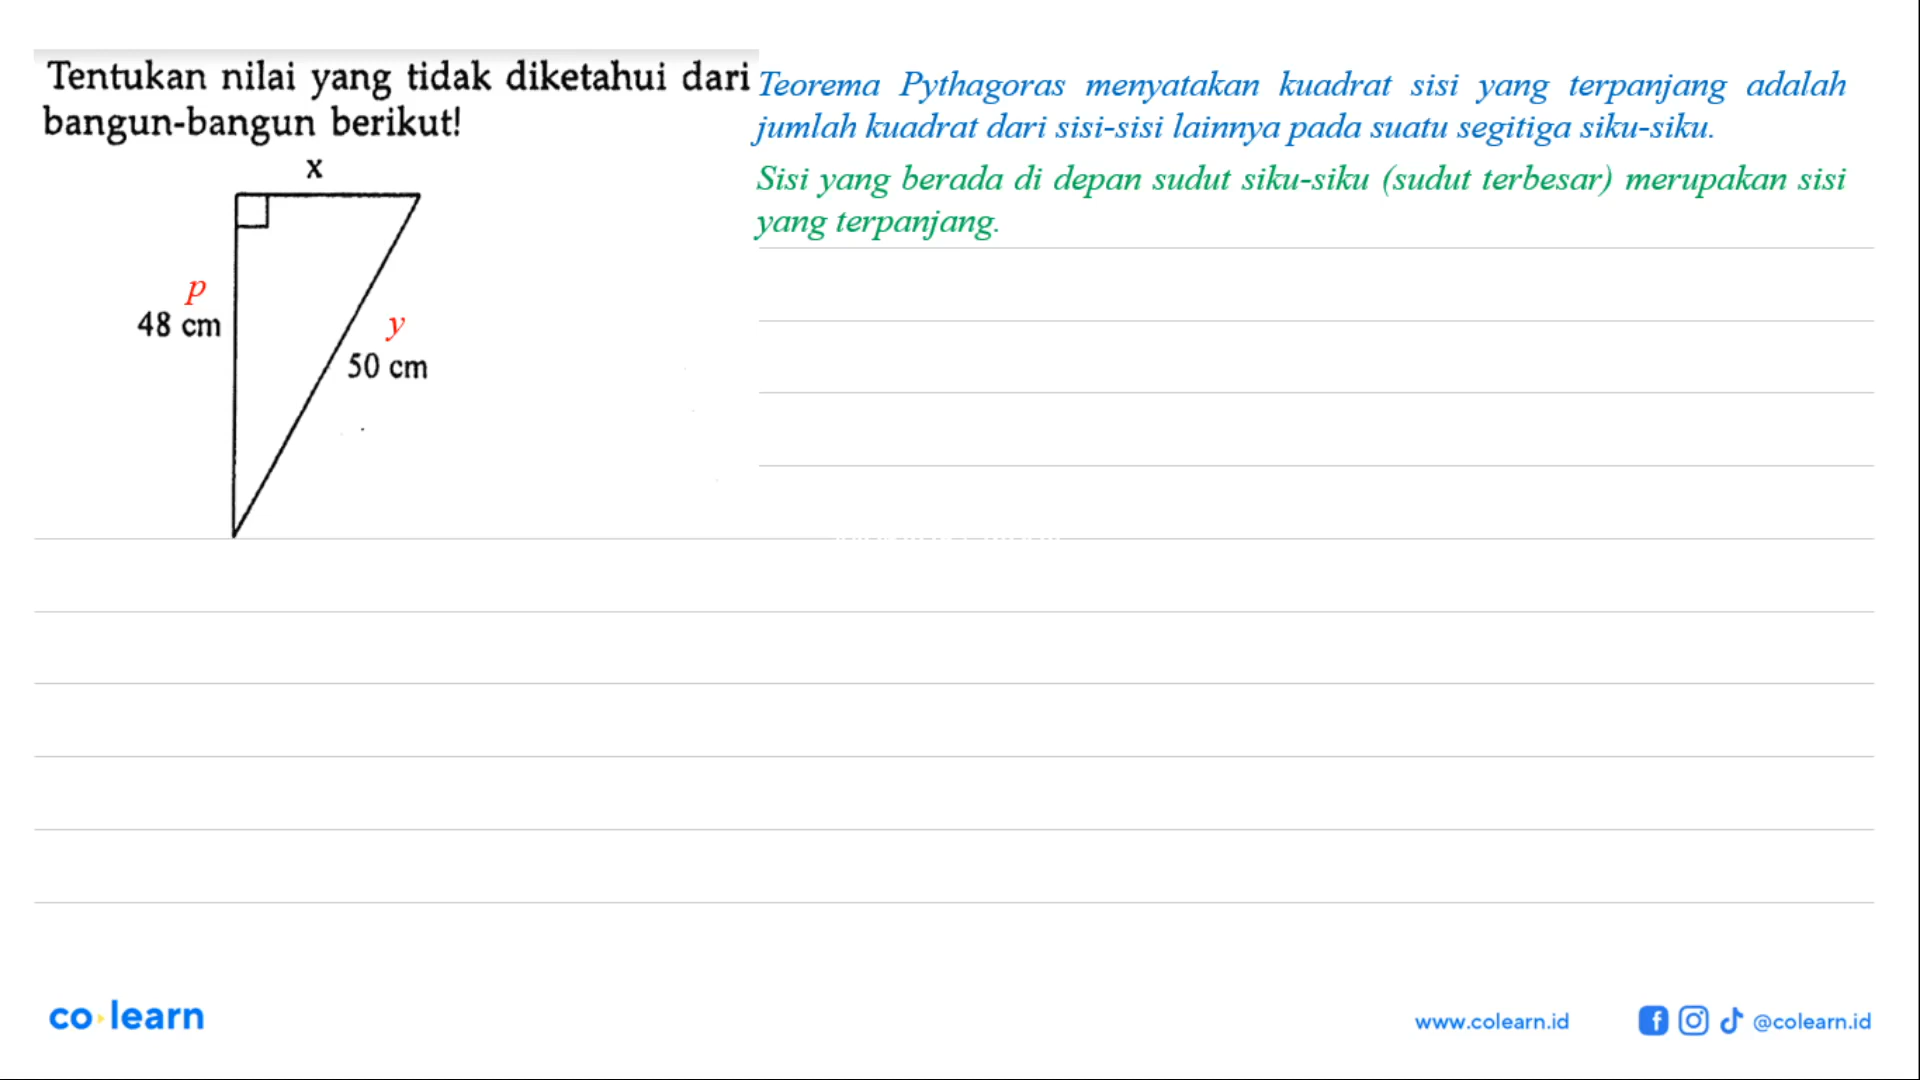 Tentukan nilai yang tidak diketahui dari
bangun-bangun berikut!
x
p
48 cm
y
50 cm
Teorema Pythagoras menyatakan kuadrat sisi yang terpanjang adalah
jumlah kuadrat dari sisi-sisi lainnya pada suatu segitiga siku-siku.
Sisi yang berada di depan sudut siku-siku (sudut terbesar) merupakan sisi
yang terpanjang.
co learn
www.colearn.id
@colearn.id